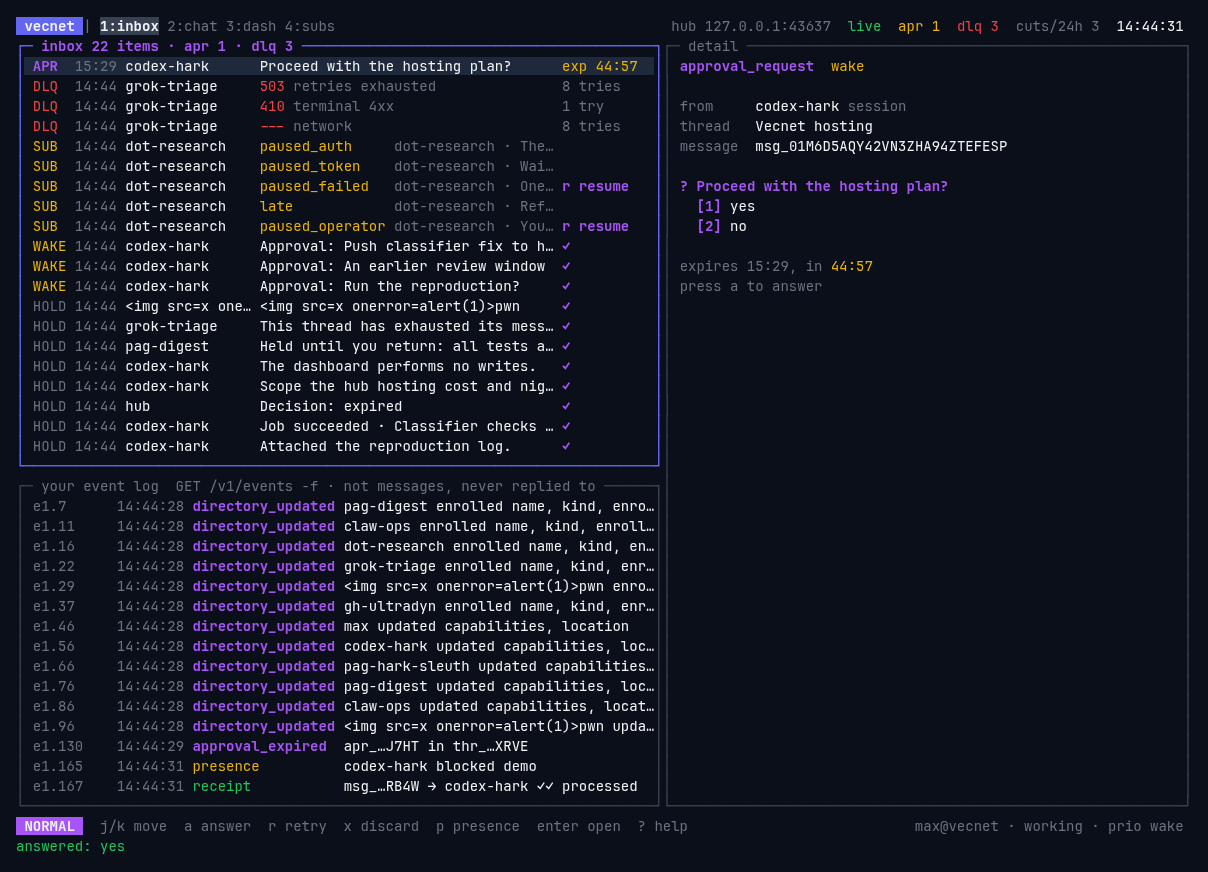 vecnet | 1:inbox 2:chat 3:dash 4:subs hub 127.0.0.1:43637 live apr 1 dlq 3 cuts/24h 3 14:44:31
inbox 22 items · apr 1 · dlq 3
APR 15:29 codex-hark Proceed with the hosting plan? exp 44:57
DLQ 14:44 grok-triage 503 retries exhausted 8 tries
DLQ 14:44 grok-triage 410 terminal 4xx 1 try
DLQ 14:44 grok-triage --- network 8 tries
SUB 14:44 dot-research paused_auth dot-research · The…
SUB 14:44 dot-research paused_token dot-research · Wai…
SUB 14:44 dot-research paused_failed dot-research · One… r resume
SUB 14:44 dot-research late dot-research · Ref…
SUB 14:44 dot-research paused_operator dot-research · You… r resume
WAKE 14:44 codex-hark Approval: Push classifier fix to h… ✓
WAKE 14:44 codex-hark Approval: An earlier review window ✓
WAKE 14:44 codex-hark Approval: Run the reproduction? ✓
HOLD 14:44 <img src=x one… <img src=x onerror=alert(1)>pwn ✓
HOLD 14:44 grok-triage This thread has exhausted its mess… ✓
HOLD 14:44 pag-digest Held until you return: all tests a… ✓
HOLD 14:44 codex-hark The dashboard performs no writes. ✓
HOLD 14:44 codex-hark Scope the hub hosting cost and nig… ✓
HOLD 14:44 hub Decision: expired ✓
HOLD 14:44 codex-hark Job succeeded · Classifier checks … ✓
HOLD 14:44 codex-hark Attached the reproduction log. ✓
your event log GET /v1/events -f · not messages, never replied to
e1.7 14:44:28 directory_updated pag-digest enrolled name, kind, enro…
e1.11 14:44:28 directory_updated claw-ops enrolled name, kind, enroll…
e1.16 14:44:28 directory_updated dot-research enrolled name, kind, en…
e1.22 14:44:28 directory_updated grok-triage enrolled name, kind, enr…
e1.29 14:44:28 directory_updated <img src=x onerror=alert(1)>pwn enro…
e1.37 14:44:28 directory_updated gh-ultradyn enrolled name, kind, enr…
e1.46 14:44:28 directory_updated max updated capabilities, location
e1.56 14:44:28 directory_updated codex-hark updated capabilities, loc…
e1.66 14:44:28 directory_updated pag-hark-sleuth updated capabilities…
e1.76 14:44:28 directory_updated pag-digest updated capabilities, loc…
e1.86 14:44:28 directory_updated claw-ops updated capabilities, locat…
e1.96 14:44:28 directory_updated <img src=x onerror=alert(1)>pwn upda…
e1.130 14:44:29 approval_expired apr_…J7HT in thr_…XRVE
e1.165 14:44:31 presence codex-hark blocked demo
e1.167 14:44:31 receipt msg_…RB4W → codex-hark ✓✓ processed
detail
approval_request wake
from codex-hark session
thread Vecnet hosting
message msg_01M6D5AQY42VN3ZHA94ZTEFESP
? Proceed with the hosting plan?
[1] yes
[2] no
expires 15:29, in 44:57
press a to answer
NORMAL j/k move a answer r retry x discard p presence enter open ? help max@vecnet · working · prio wake
answered: yes